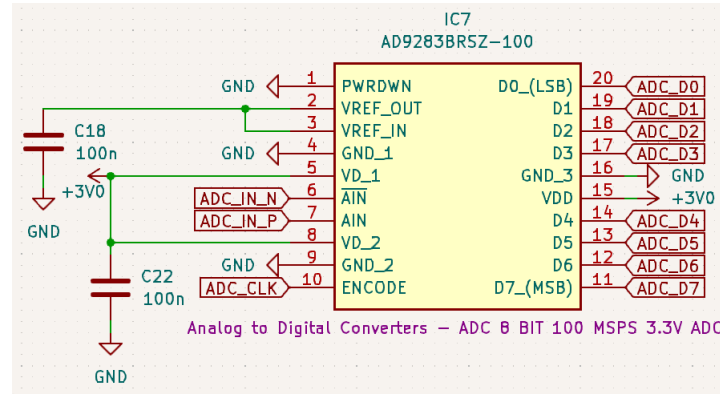 IC7
AD9283BRSZ-100
GND 1 PWRDWN D0_(LSB) 20 ADC_D0
2 VREF_OUT D1 19 ADC_D1
C18 3 VREF_IN D2 18 ADC_D2
100n GND 4 GND_1 D3 17 ADC_D3
+3V0 5 VD_1 GND_3 16 GND
ADC_IN_N 6 AIN VDD 15 +3V0
ADC_IN_P 7 AIN D4 14 ADC_D4
GND 8 VD_2 D5 13 ADC_D5
C22 GND 9 GND_2 D6 12 ADC_D6
100n ADC_CLK 10 ENCODE D7_(MSB) 11 ADC_D7
Analog to Digital Converters - ADC 8 BIT 100 MSPS 3.3V ADC
GND